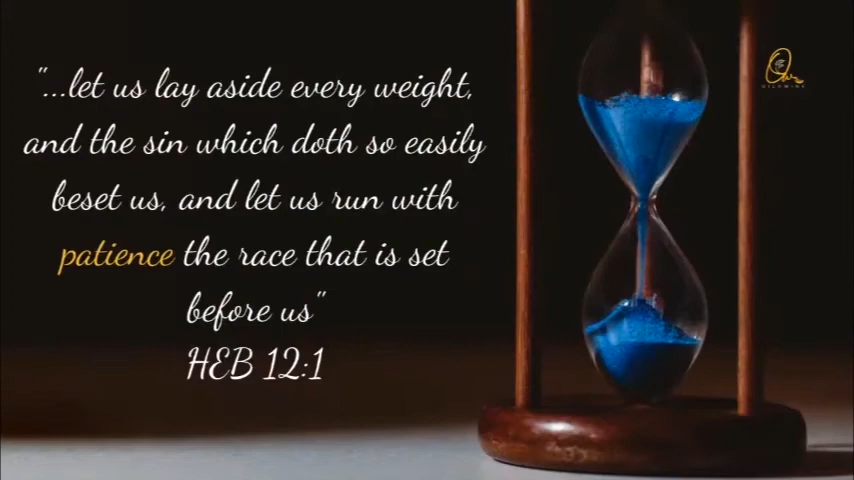 "...let us lay aside every weight,
and the sin which doth so easily
beset us, and let us run with
patience the race that is set
before us"
HEB 12:1